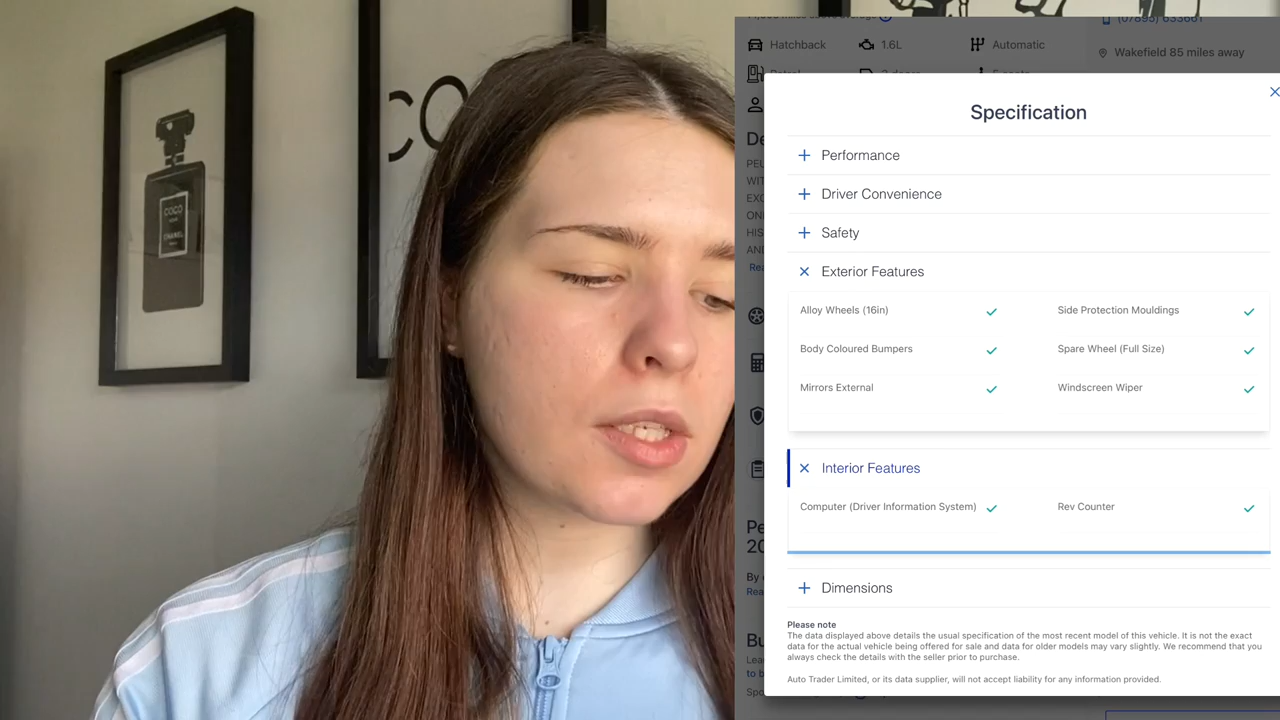 COCO
CHANEL
CO
Hatchback
1.6L
Automatic
Wakefield 85 miles away
Specification
Performance
Driver Convenience
Safety
Exterior Features
Alloy Wheels (16in)
Side Protection Mouldings
Body Coloured Bumpers
Spare Wheel (Full Size)
Mirrors External
Windscreen Wiper
Interior Features
Computer (Driver Information System)
Rev Counter
Dimensions
Please note
The data displayed above details the usual specification of the most recent model of this vehicle. It is not the exact
data for the actual vehicle being offered for sale and data for older models may vary slightly. We recommend that you
always check the details with the seller prior to purchase.
Auto Trader Limited, or its data supplier, will not accept liability for any information provided.